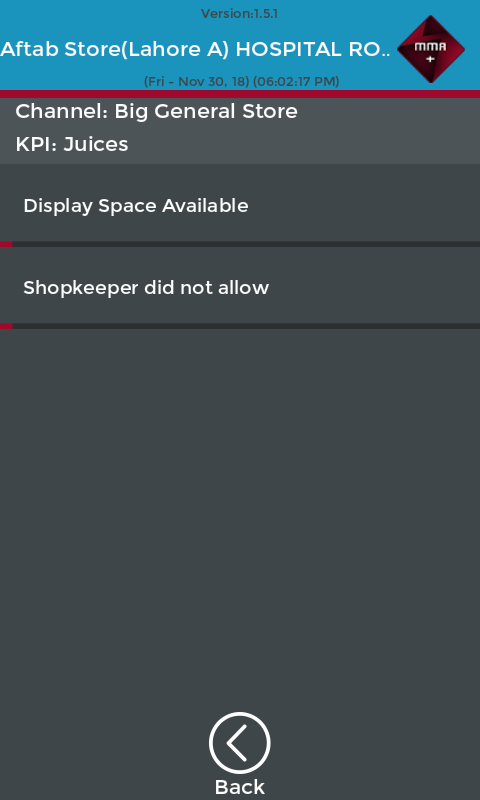 Version:1.5.1
Aftab Store(Lahore A) HOSPITAL RO..
MMA
+
(Fri - Nov 30, 18) (06:02:17 PM)
Channel: Big General Store
KPI: Juices
Display Space Available
Shopkeeper did not allow
Back